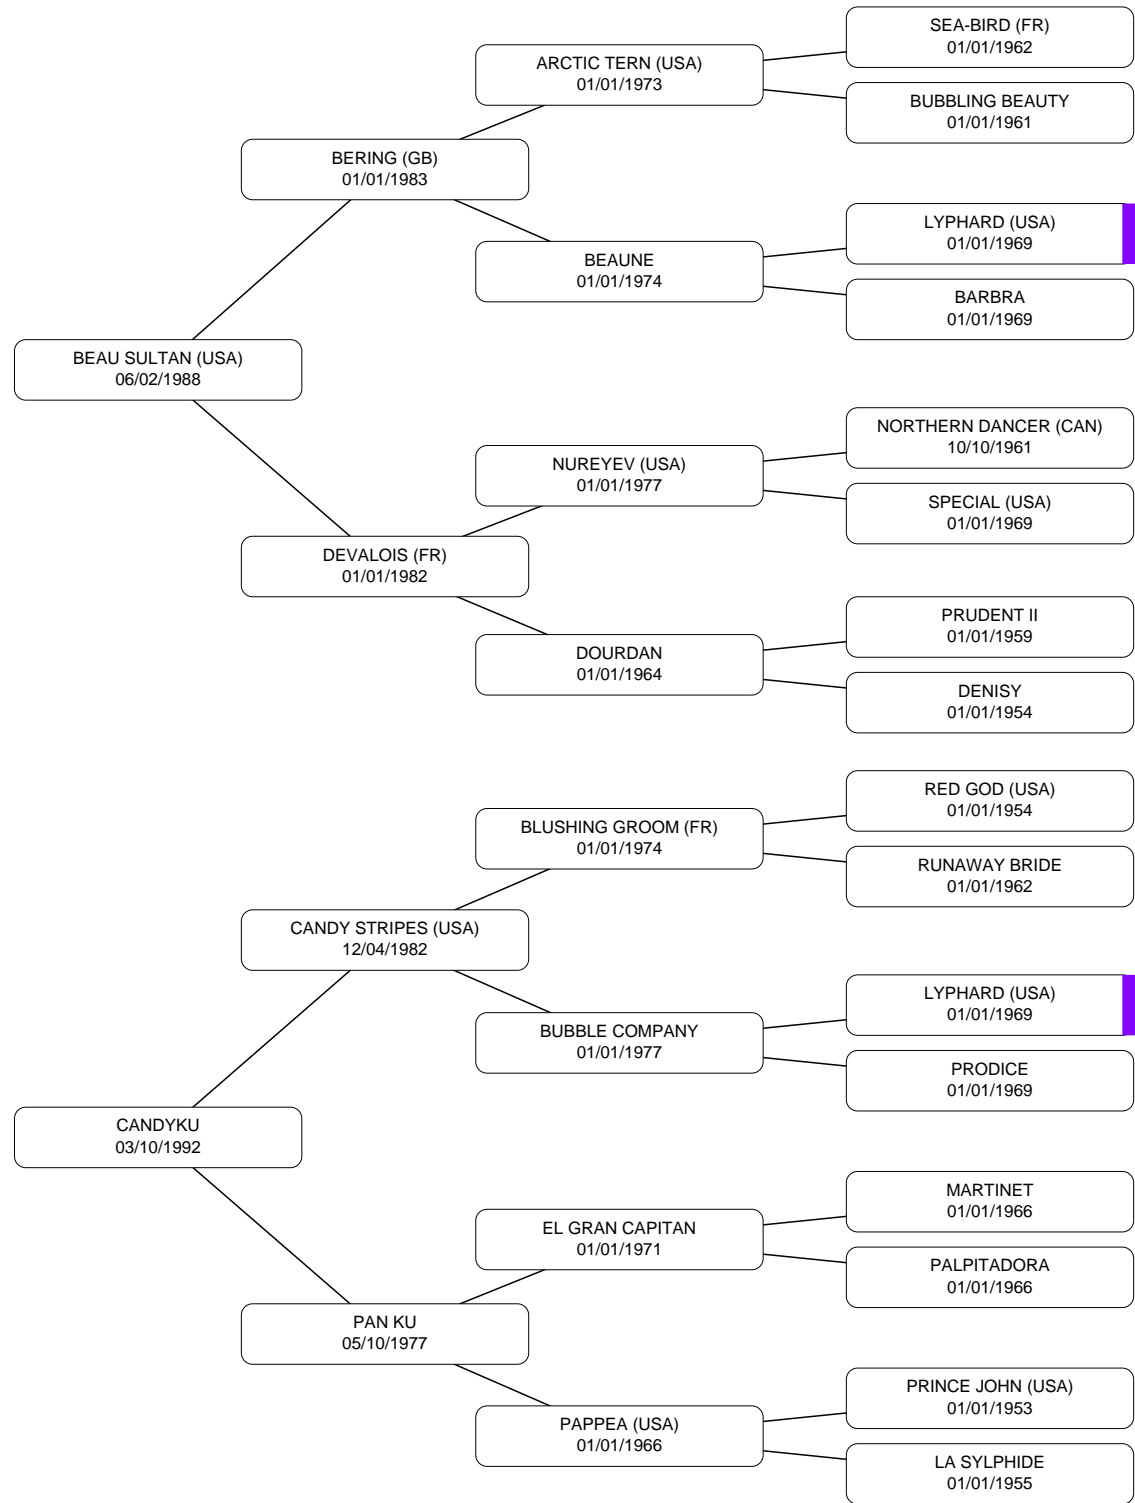 SEA-BIRD (FR)
01/01/1962
ARCTIC TERN (USA)
01/01/1973
BUBBLING BEAUTY
01/01/1961
BERING (GB)
01/01/1983
LYPHARD (USA)
01/01/1969
BEAUNE
01/01/1974
BARBRA
01/01/1969
BEAU SULTAN (USA)
06/02/1988
NORTHERN DANCER (CAN)
10/10/1961
NUREYEV (USA)
01/01/1977
SPECIAL (USA)
01/01/1969
DEVALOIS (FR)
01/01/1982
PRUDENT II
01/01/1959
DOURDAN
01/01/1964
DENISY
01/01/1954
RED GOD (USA)
01/01/1954
BLUSHING GROOM (FR)
01/01/1974
RUNAWAY BRIDE
01/01/1962
CANDY STRIPES (USA)
12/04/1982
LYPHARD (USA)
01/01/1969
BUBBLE COMPANY
01/01/1977
PRODICE
01/01/1969
CANDYKU
03/10/1992
MARTINET
01/01/1966
EL GRAN CAPITAN
01/01/1971
PALPITADORA
01/01/1966
PAN KU
05/10/1977
PRINCE JOHN (USA)
01/01/1953
PAPPEA (USA)
01/01/1966
LA SYLPHIDE
01/01/1955